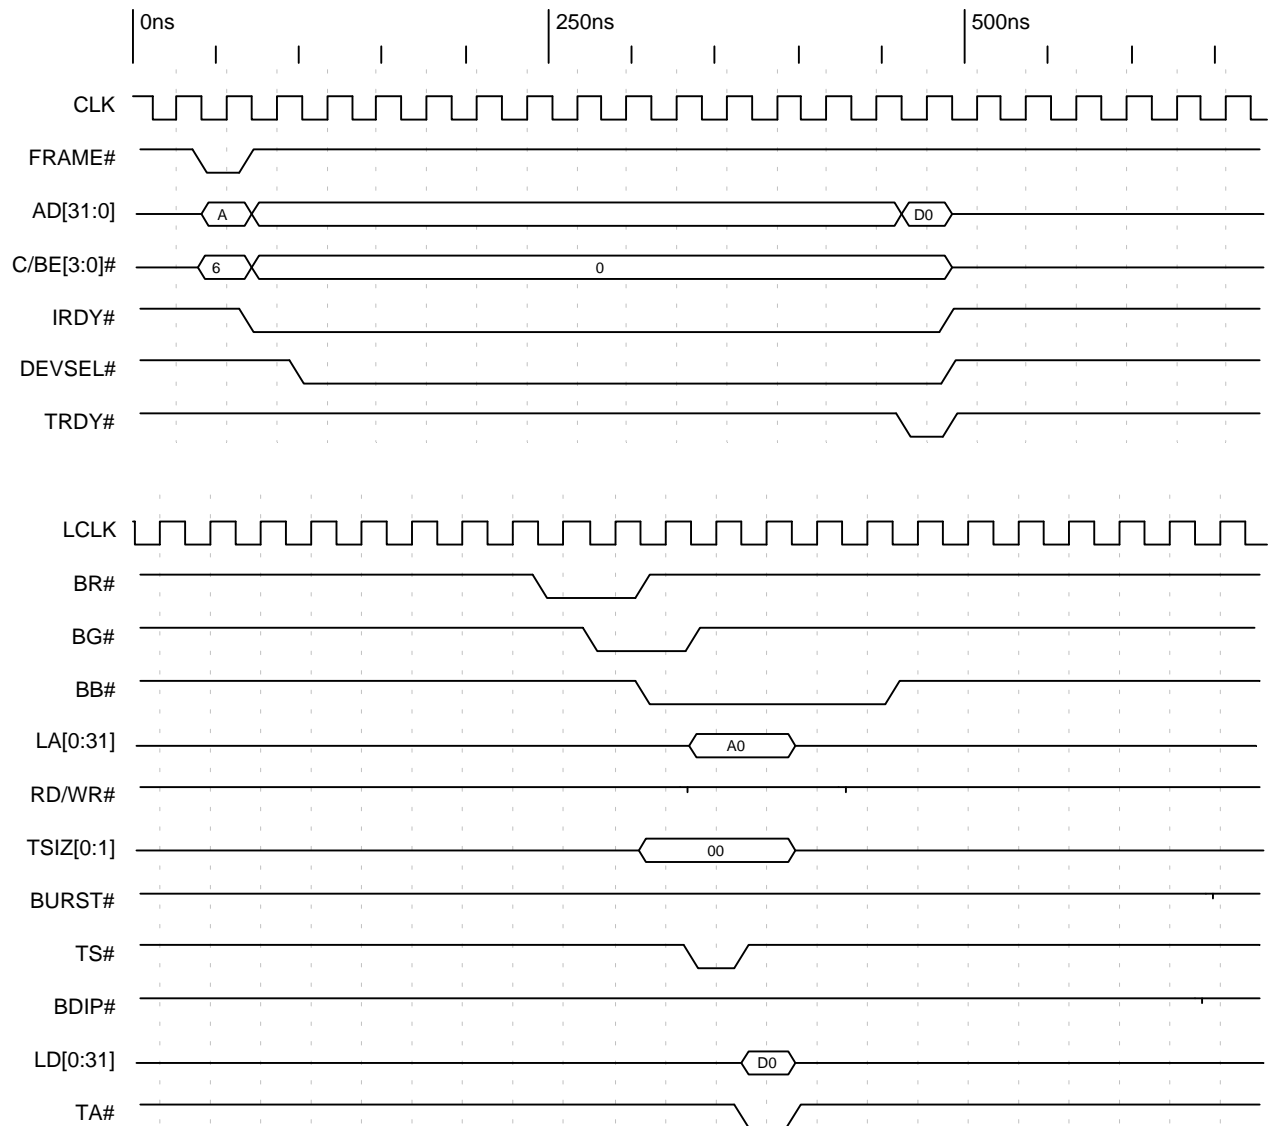 0ns 250ns 500ns
CLK
FRAME#
AD[31:0] A D0
C/BE[3:0]# 6 0
IRDY#
DEVSEL#
TRDY#
LCLK
BR#
BG#
BB#
LA[0:31] A0
RD/WR#
TSIZ[0:1] 00
BURST#
TS#
BDIP#
LD[0:31] D0
TA#